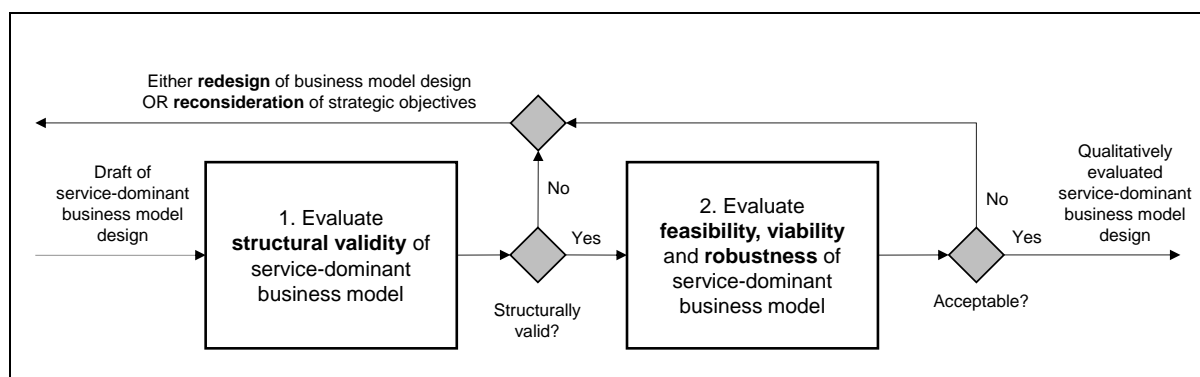 Either redesign of business model design
OR reconsideration of strategic objectives
Draft of
service-dominant
business model
design
1. Evaluate
structural validity of
service-dominant
business model
No
Yes
Structurally
valid?
2. Evaluate
feasibility, viability
and robustness of
service-dominant
business model
No
Yes
Acceptable?
Qualitatively
evaluated
service-dominant
business model
design